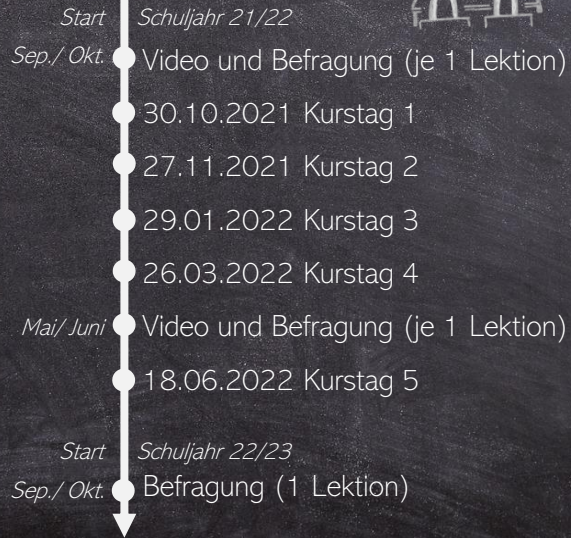 Start Schuljahr 21/22
Sep./ Okt. Video und Befragung (je 1 Lektion)
30.10.2021 Kurstag 1
27.11.2021 Kurstag 2
29.01.2022 Kurstag 3
26.03.2022 Kurstag 4
Mai/ Juni Video und Befragung (je 1 Lektion)
18.06.2022 Kurstag 5
Start Schuljahr 22/23
Sep./ Okt. Befragung (1 Lektion)